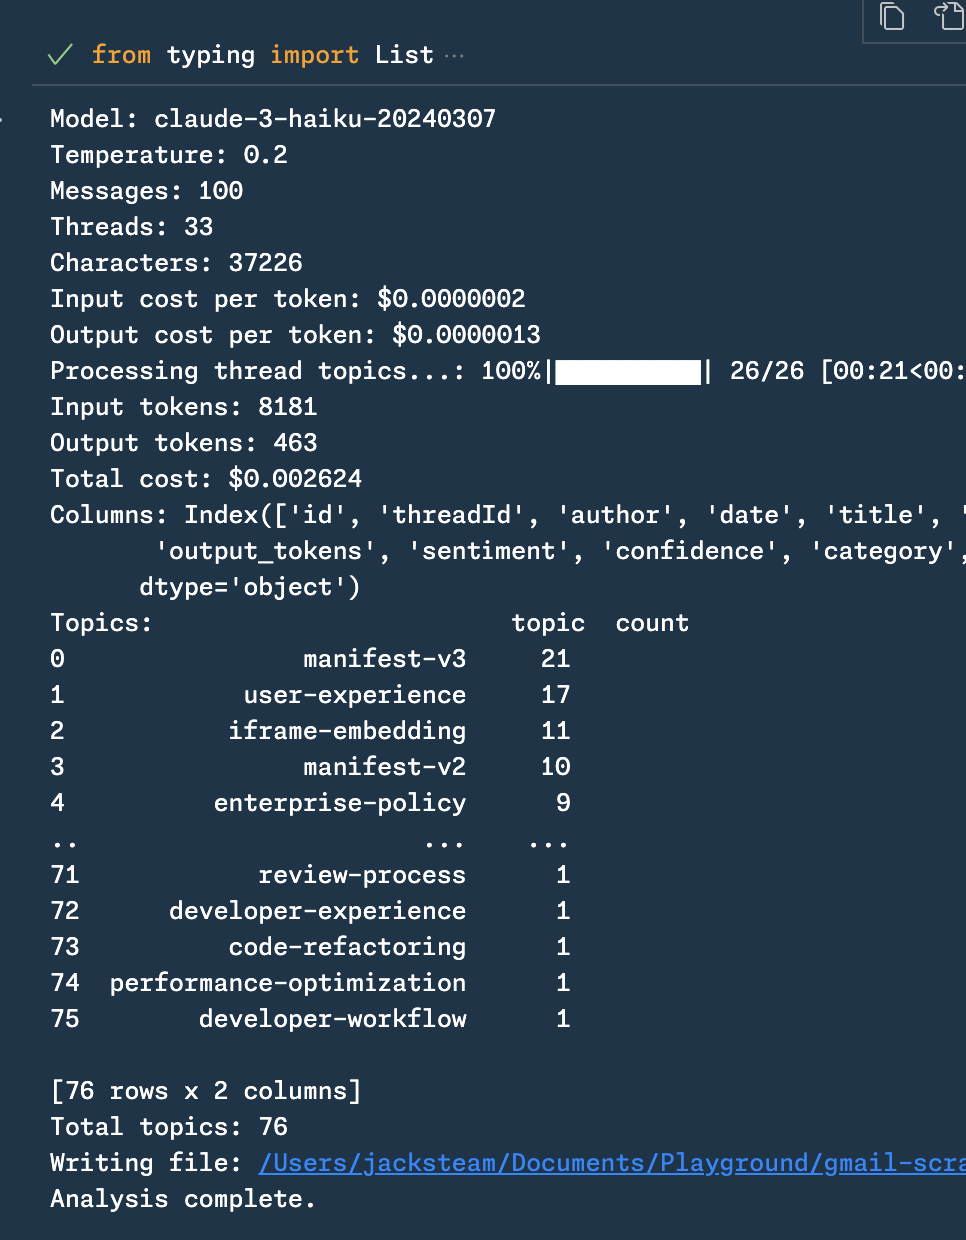 from typing import List ...
Model: claude-3-haiku-20240307
Temperature: 0.2
Messages: 100
Threads: 33
Characters: 37226
Input cost per token: $0.0000002
Output cost per token: $0.0000013
Processing thread topics...: 100%|██████████| 26/26 [00:21<00:
Input tokens: 8181
Output tokens: 463
Total cost: $0.002624
Columns: Index(['id', 'threadId', 'author', 'date', 'title', '
       'output_tokens', 'sentiment', 'confidence', 'category',
      dtype='object')
Topics:                        topic  count
0                manifest-v3     21
1            user-experience     17
2           iframe-embedding     11
3                manifest-v2     10
4          enterprise-policy      9
..                       ...    ...
71            review-process      1
72      developer-experience      1
73          code-refactoring      1
74  performance-optimization      1
75        developer-workflow      1
[76 rows x 2 columns]
Total topics: 76
Writing file: /Users/jacksteam/Documents/Playground/gmail-scra
Analysis complete.